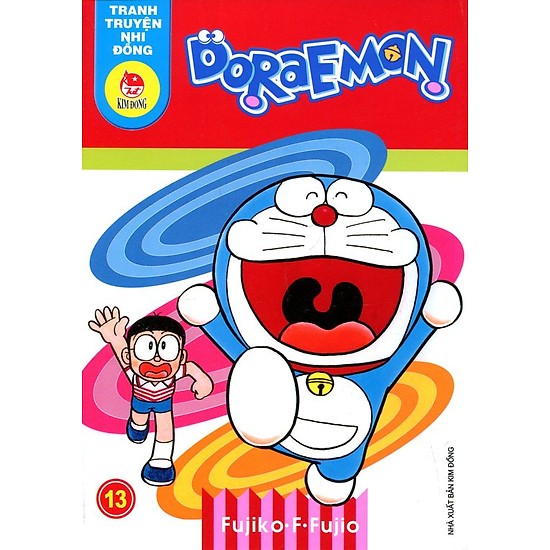 TRANH
TRUYỆN
NHI
ĐỒNG
KIM ĐỒNG
DORAEMON
13
Fujiko·F·Fujio
NHÀ XUẤT BẢN KIM ĐỒNG